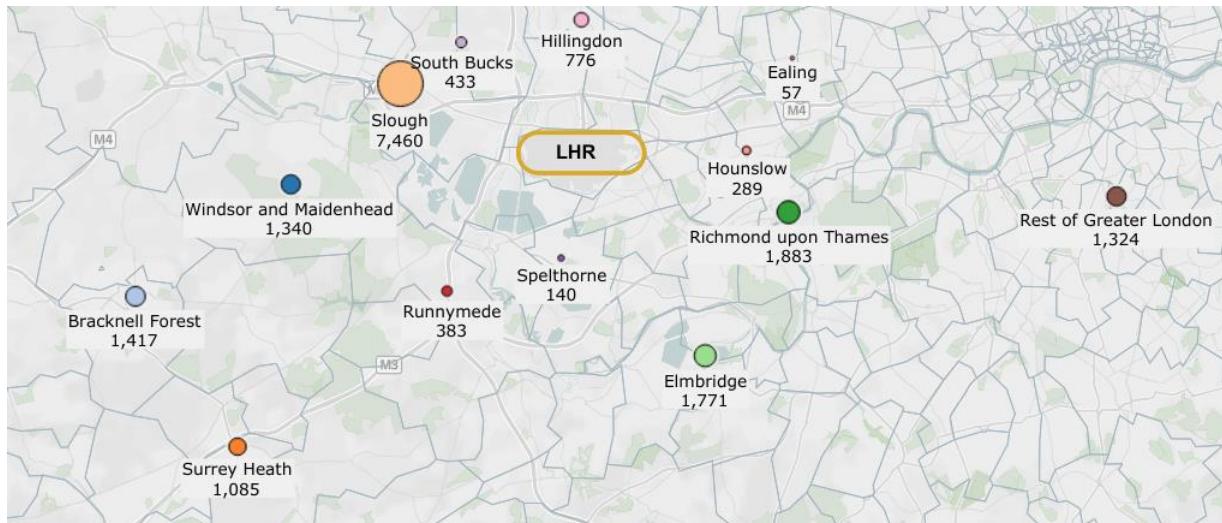 Hillingdon
776
South Bucks
433
Ealing
57
M4
Slough
7,460
M4
LHR
Hounslow
289
Windsor and Maidenhead
1,340
Rest of Greater London
1,324
Richmond upon Thames
1,883
Spelthorne
140
Runnymede
383
Bracknell Forest
1,417
M3
Elmbridge
1,771
Surrey Heath
1,085